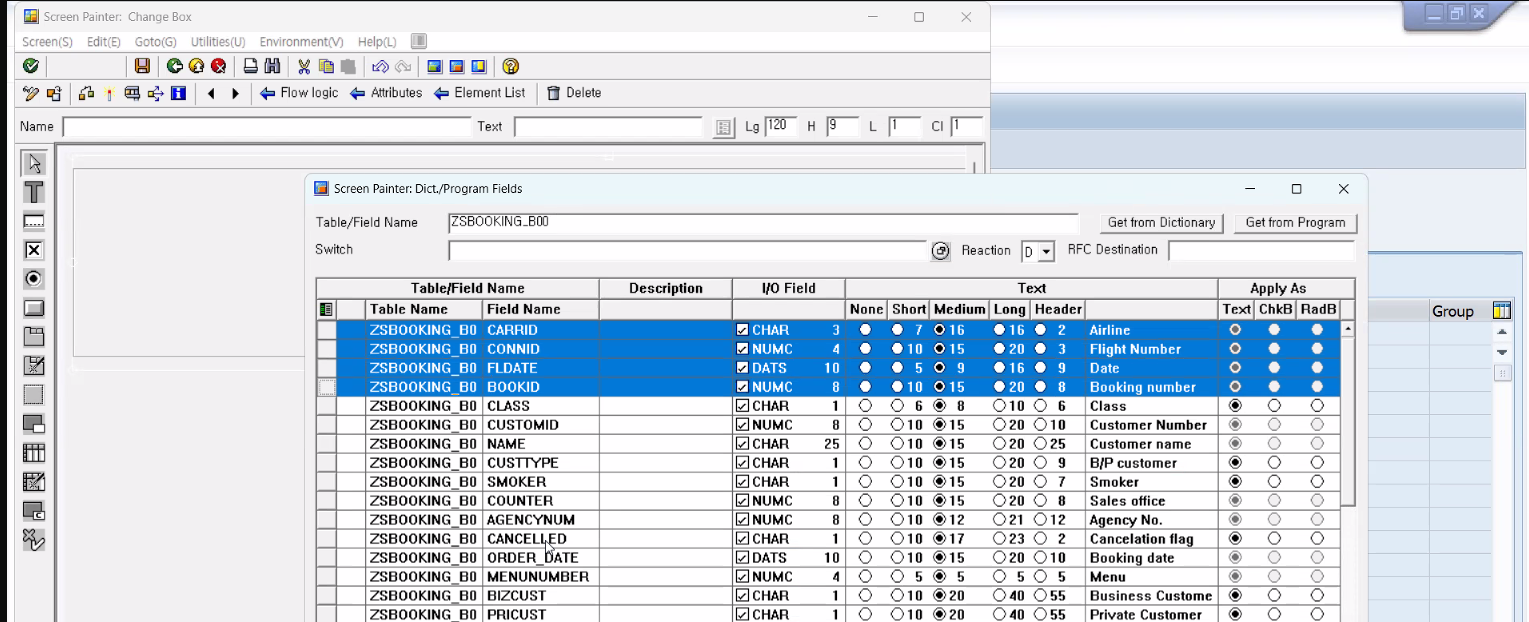 Screen Painter: Change Box
Screen(S) Edit(E) Goto(G) Utilities(U) Environment(V) Help(L)
Flow logic Attributes Element List Delete
Name Text Lg 120 H 9 L 1 Cl 1
Screen Painter: Dict./Program Fields
Table/Field Name ZSBOOKING_B00 Get from Dictionary Get from Program
Switch Reaction D RFC Destination
Table/Field Name Description I/O Field Text Apply As
Table Name Field Name None Short Medium Long Header Text ChkB RadB
Group
ZSBOOKING_B0 CARRID CHAR 3 7 16 16 2 Airline
ZSBOOKING_B0 CONNID NUMC 4 10 15 20 3 Flight Number
ZSBOOKING_B0 FLDATE DATS 10 5 9 16 9 Date
ZSBOOKING_B0 BOOKID NUMC 8 10 15 20 8 Booking number
ZSBOOKING_B0 CLASS CHAR 1 6 8 10 6 Class
ZSBOOKING_B0 CUSTOMID NUMC 8 10 15 20 10 Customer Number
ZSBOOKING_B0 NAME CHAR 25 10 15 20 25 Customer name
ZSBOOKING_B0 CUSTTYPE CHAR 1 10 15 20 9 B/P customer
ZSBOOKING_B0 SMOKER CHAR 1 10 15 20 7 Smoker
ZSBOOKING_B0 COUNTER NUMC 8 10 15 20 8 Sales office
ZSBOOKING_B0 AGENCYNUM NUMC 8 10 12 21 12 Agency No.
ZSBOOKING_B0 CANCELLED CHAR 1 10 17 23 2 Cancelation flag
ZSBOOKING_B0 ORDER_DATE DATS 10 10 15 20 10 Booking date
ZSBOOKING_B0 MENUNUMBER NUMC 4 5 5 5 5 Menu
ZSBOOKING_B0 BIZCUST CHAR 1 10 20 40 55 Business Custome
ZSBOOKING_B0 PRICUST CHAR 1 10 20 40 55 Private Customer